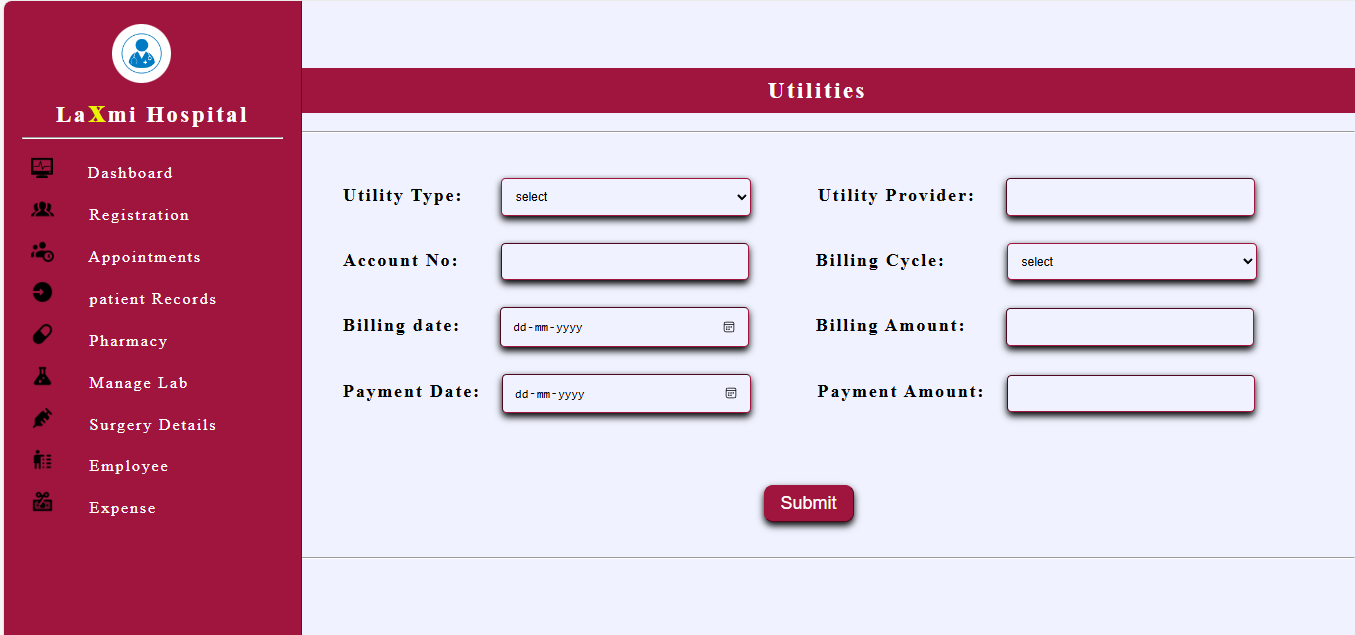 LaXmi Hospital
Dashboard
Registration
Appointments
patient Records
Pharmacy
Manage Lab
Surgery Details
Employee
Expense
Utilities
Utility Type: select Utility Provider:
Account No: Billing Cycle: select
Billing date: dd-mm-yyyy Billing Amount:
Payment Date: dd-mm-yyyy Payment Amount:
Submit